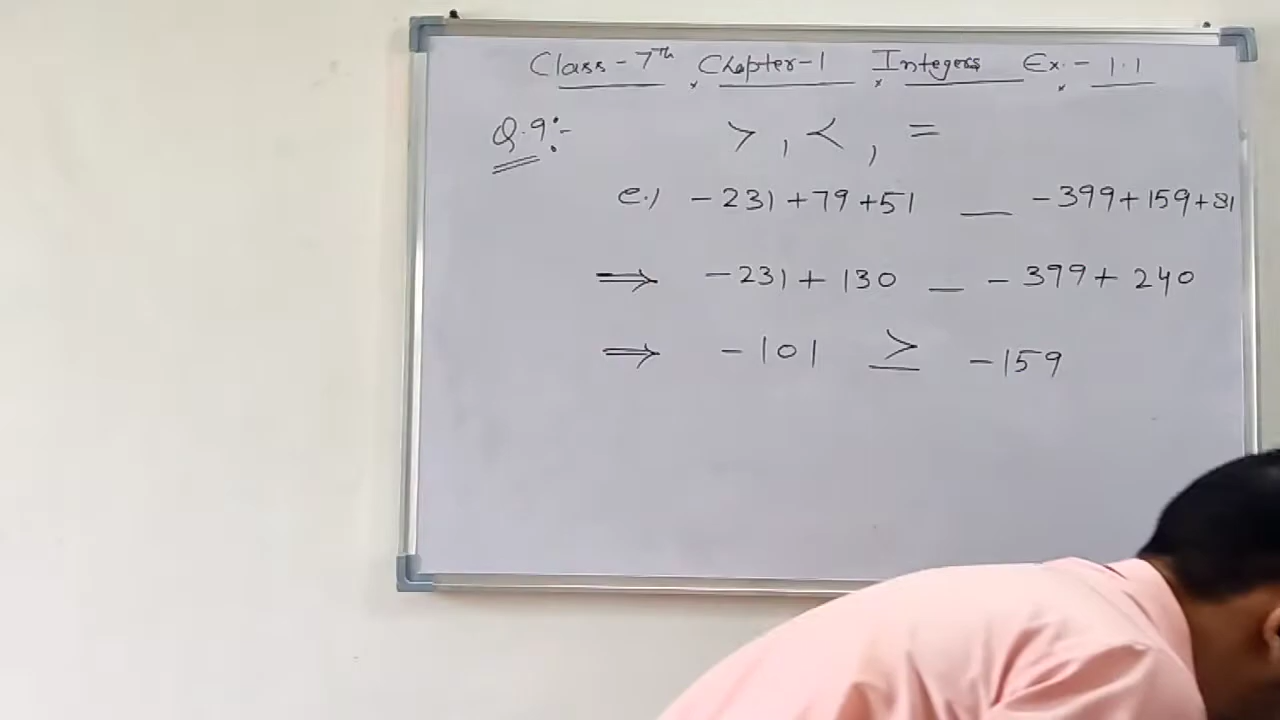 Class-7th Chapter-1 Integers Ex.- 1.1
Q.9:- > , < , =
e.) -231+79+51 __ -399+159+81
⟹ -231+130 __ -399+240
⟹ -101 > -159